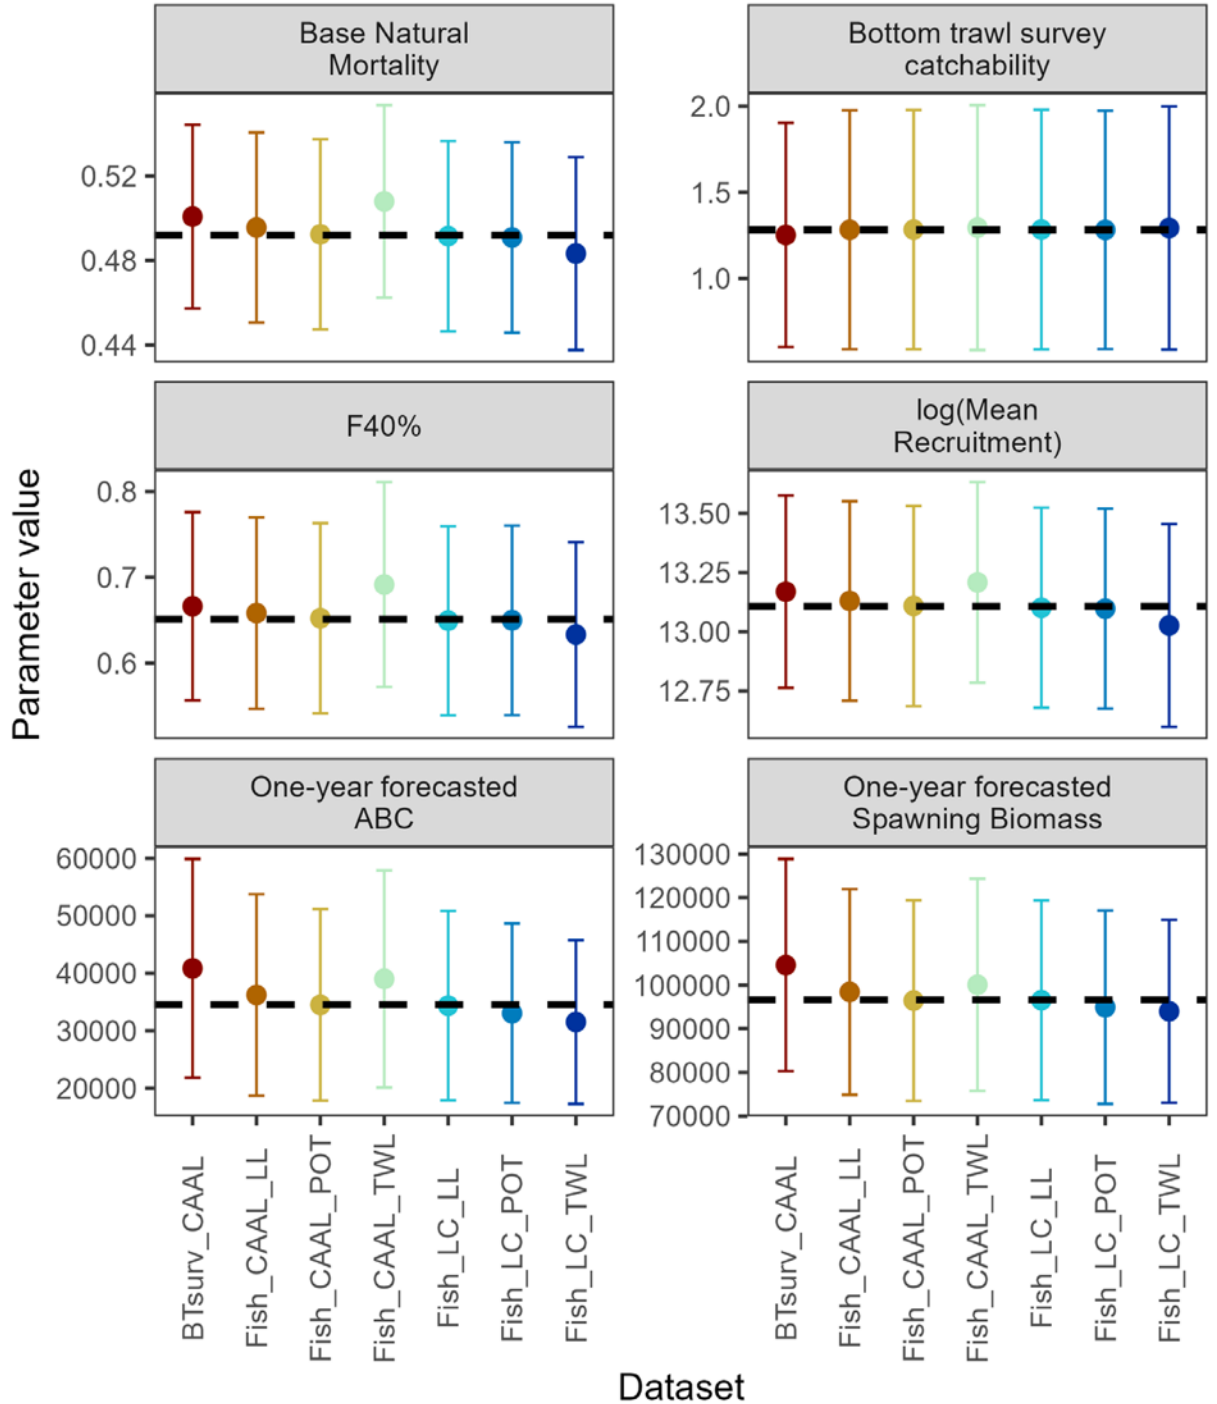 Base Natural
Mortality
Bottom trawl survey
catchability
0.52
0.48
0.44
2.0
1.5
1.0
F40%
log(Mean
Recruitment)
0.8
0.7
0.6
13.50
13.25
13.00
12.75
Parameter value
One-year forecasted
ABC
One-year forecasted
Spawning Biomass
60000
50000
40000
30000
20000
130000
120000
110000
100000
90000
80000
70000
BTsurv_CAAL
Fish_CAAL_LL
Fish_CAAL_POT
Fish_CAAL_TWL
Fish_LC_LL
Fish_LC_POT
Fish_LC_TWL
BTsurv_CAAL
Fish_CAAL_LL
Fish_CAAL_POT
Fish_CAAL_TWL
Fish_LC_LL
Fish_LC_POT
Fish_LC_TWL
Dataset